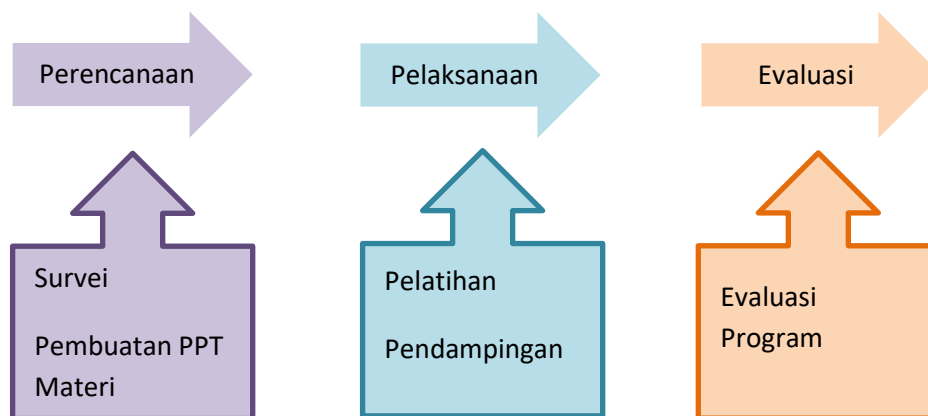 Perencanaan
Pelaksanaan
Evaluasi
Survei
Pembuatan PPT
Materi
Pelatihan
Pendampingan
Evaluasi
Program